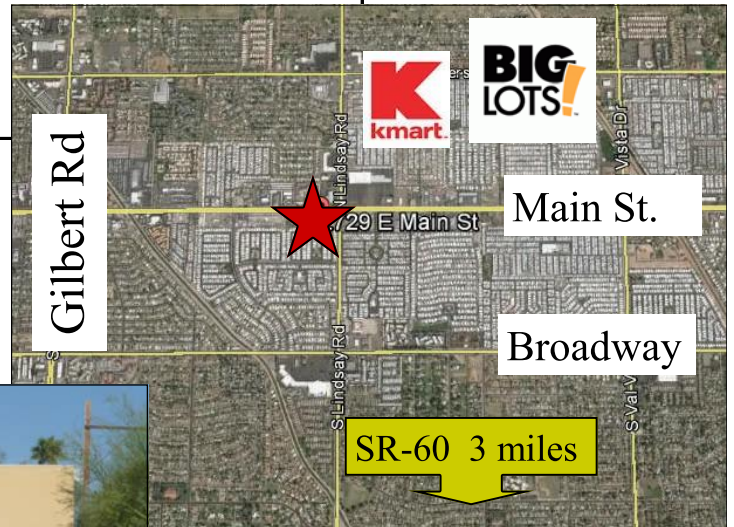 K
kmart
BIG
LOTS!
Gilbert Rd
N Lindsay Rd
Vista Dr
729 E Main St
Main St.
Broadway
S Lindsay Rd
SR-60 3 miles